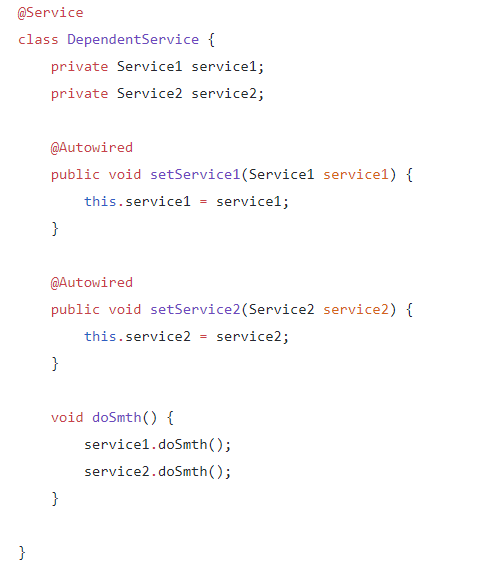 @Service
class DependentService {
    private Service1 service1;
    private Service2 service2;

    @Autowired
    public void setService1(Service1 service1) {
        this.service1 = service1;
    }

    @Autowired
    public void setService2(Service2 service2) {
        this.service2 = service2;
    }

    void doSmth() {
        service1.doSmth();
        service2.doSmth();
    }

}